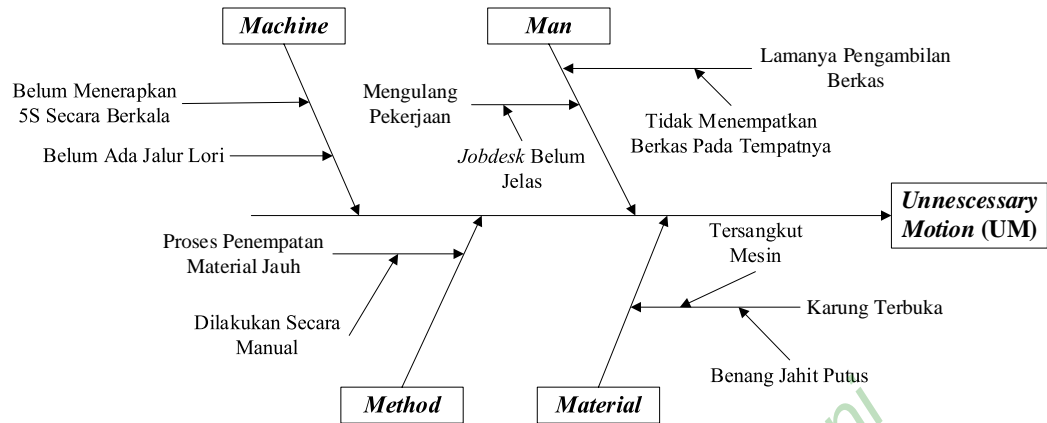 Machine
Man
Belum Menerapkan
5S Secara Berkala
Belum Ada Jalur Lori
Mengulang
Pekerjaan
Jobdesk Belum
Jelas
Lamanya Pengambilan
Berkas
Tidak Menempatkan
Berkas Pada Tempatnya
Unnescessary
Motion (UM)
Proses Penempatan
Material Jauh
Dilakukan Secara
Manual
Tersangkut
Mesin
Karung Terbuka
Benang Jahit Putus
Method
Material